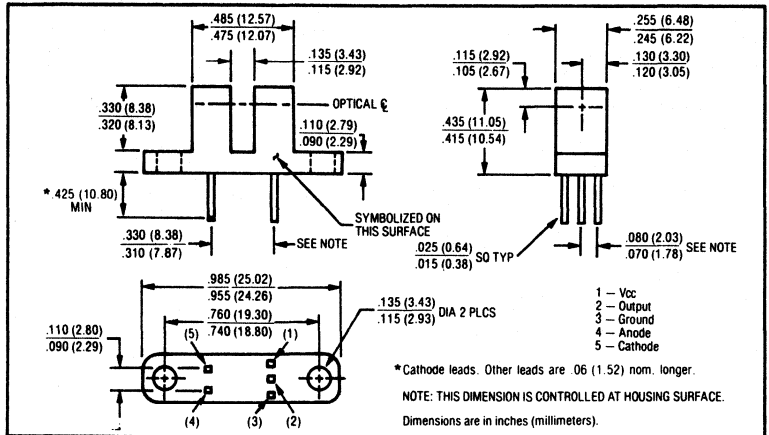 .485 (12.57)
.475 (12.07)
.135 (3.43)
.115 (2.92)
OPTICAL ℄
.330 (8.38)
.320 (8.13)
.110 (2.79)
.090 (2.29)
* .425 (10.80)
MIN
SYMBOLIZED ON
THIS SURFACE
.330 (8.38)
.310 (7.87)
SEE NOTE
.255 (6.48)
.245 (6.22)
.115 (2.92)
.105 (2.67)
.130 (3.30)
.120 (3.05)
.435 (11.05)
.415 (10.54)
.025 (0.64)
.015 (0.38)
SQ TYP
.080 (2.03)
.070 (1.78)
SEE NOTE
.985 (25.02)
.955 (24.26)
.760 (19.30)
.740 (18.80)
.135 (3.43)
.115 (2.93)
DIA 2 PLCS
.110 (2.80)
.090 (2.29)
(5)
(1)
(4)
(3)
(2)
1 – Vcc
2 – Output
3 – Ground
4 – Anode
5 – Cathode
* Cathode leads. Other leads are .06 (1.52) nom. longer.
NOTE: THIS DIMENSION IS CONTROLLED AT HOUSING SURFACE.
Dimensions are in inches (millimeters).